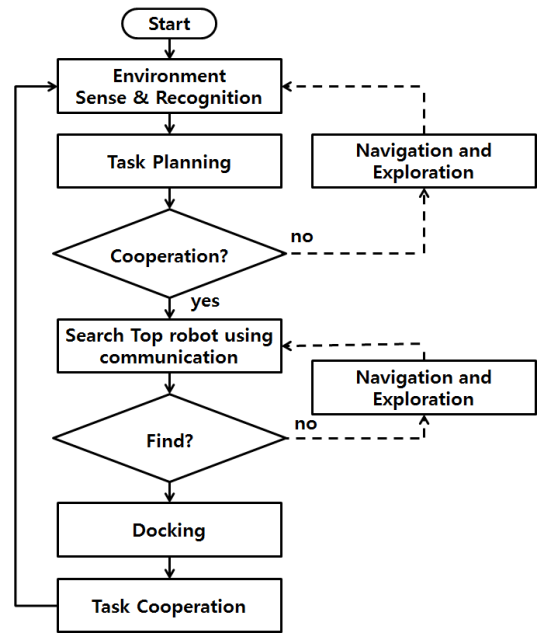 Start
Environment
Sense & Recognition
Task Planning
Navigation and
Exploration
Cooperation?
no
yes
Search Top robot using
communication
Navigation and
Exploration
Find?
no
Docking
Task Cooperation